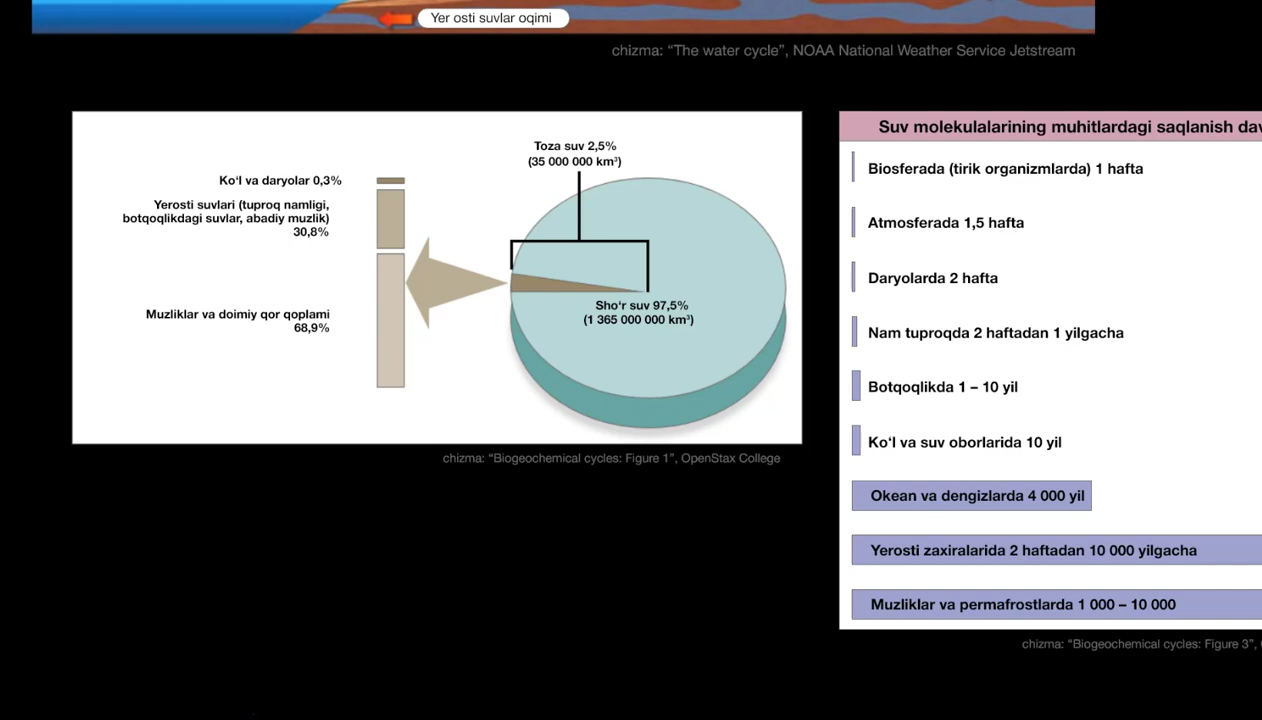 Yer osti suvlar oqimi
chizma: “The water cycle”, NOAA National Weather Service Jetstream
Toza suv 2,5%
(35 000 000 km³)
Ko‘l va daryolar 0,3%
Yerosti suvlari (tuproq namligi,
botqoqlikdagi suvlar, abadiy muzlik)
30,8%
Muzliklar va doimiy qor qoplami
68,9%
Sho‘r suv 97,5%
(1 365 000 000 km³)
chizma: “Biogeochemical cycles: Figure 1”, OpenStax College
Suv molekulalarining muhitlardagi saqlanish dav
Biosferada (tirik organizmlarda) 1 hafta
Atmosferada 1,5 hafta
Daryolarda 2 hafta
Nam tuproqda 2 haftadan 1 yilgacha
Botqoqlikda 1 – 10 yil
Ko‘l va suv oborlarida 10 yil
Okean va dengizlarda 4 000 yil
Yerosti zaxiralarida 2 haftadan 10 000 yilgacha
Muzliklar va permafrostlarda 1 000 – 10 000
chizma: “Biogeochemical cycles: Figure 3”,